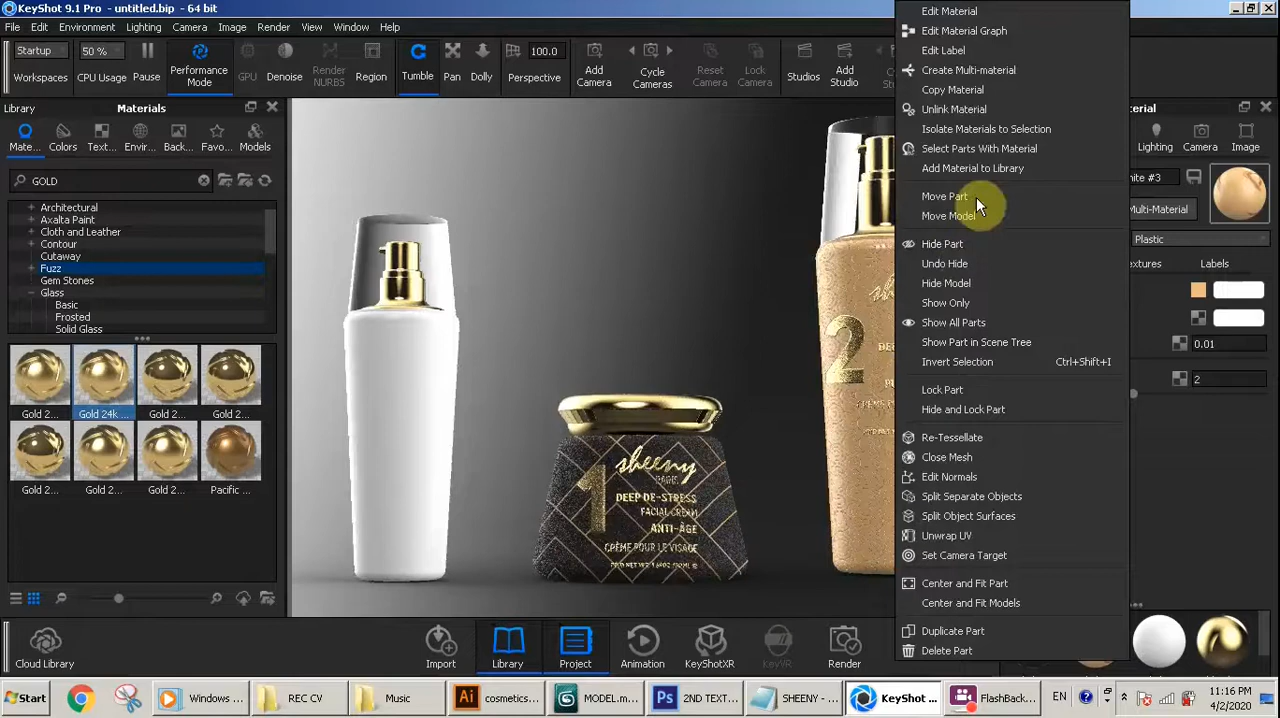 KeyShot 9.1 Pro - untitled.bip - 64 bit
File Edit Environment Lighting Camera Image Render View Window Help
Startup
Workspaces
50 %
CPU Usage
Pause
Performance Mode
GPU
Denoise
Render NURBS
Region
Tumble
Pan
Dolly
100.0
Perspective
Add Camera
Cycle Cameras
Reset Camera
Lock Camera
Studios
Add Studio
Library
Materials
Mate...
Colors
Text...
Envir...
Back...
Favo...
Models
GOLD
Architectural
Axalta Paint
Cloth and Leather
Contour
Cutaway
Fuzz
Gem Stones
Glass
Basic
Frosted
Solid Glass
Gold 2...
Gold 24k ...
Gold 2...
Gold 2...
Gold 2...
Gold 2...
Gold 2...
Pacific ...
sheeny
1
DEEP DE-STRESS
FACIAL CREAM
ANTI-ÂGE
CRÈME POUR LE VISAGE
2
Edit Material
Edit Material Graph
Edit Label
Create Multi-material
Copy Material
Unlink Material
Isolate Materials to Selection
Select Parts With Material
Add Material to Library
Move Part
Move Model
Hide Part
Undo Hide
Hide Model
Show Only
Show All Parts
Show Part in Scene Tree
Invert Selection Ctrl+Shift+I
Lock Part
Hide and Lock Part
Re-Tessellate
Close Mesh
Edit Normals
Split Separate Objects
Split Object Surfaces
Unwrap UV
Set Camera Target
Center and Fit Part
Center and Fit Models
Duplicate Part
Delete Part
erial
Lighting
Camera
Image
nite #3
Multi-Material
Plastic
extures
Labels
0.01
2
Cloud Library
Import
Library
Project
Animation
KeyShotXR
KeyVR
Render
Start
Windows ...
REC CV
Music
Ai cosmetics...
MODEL.m...
Ps 2ND TEXT...
SHEENY - ...
KeyShot ...
FlashBack...
EN
11:16 PM
4/2/2020